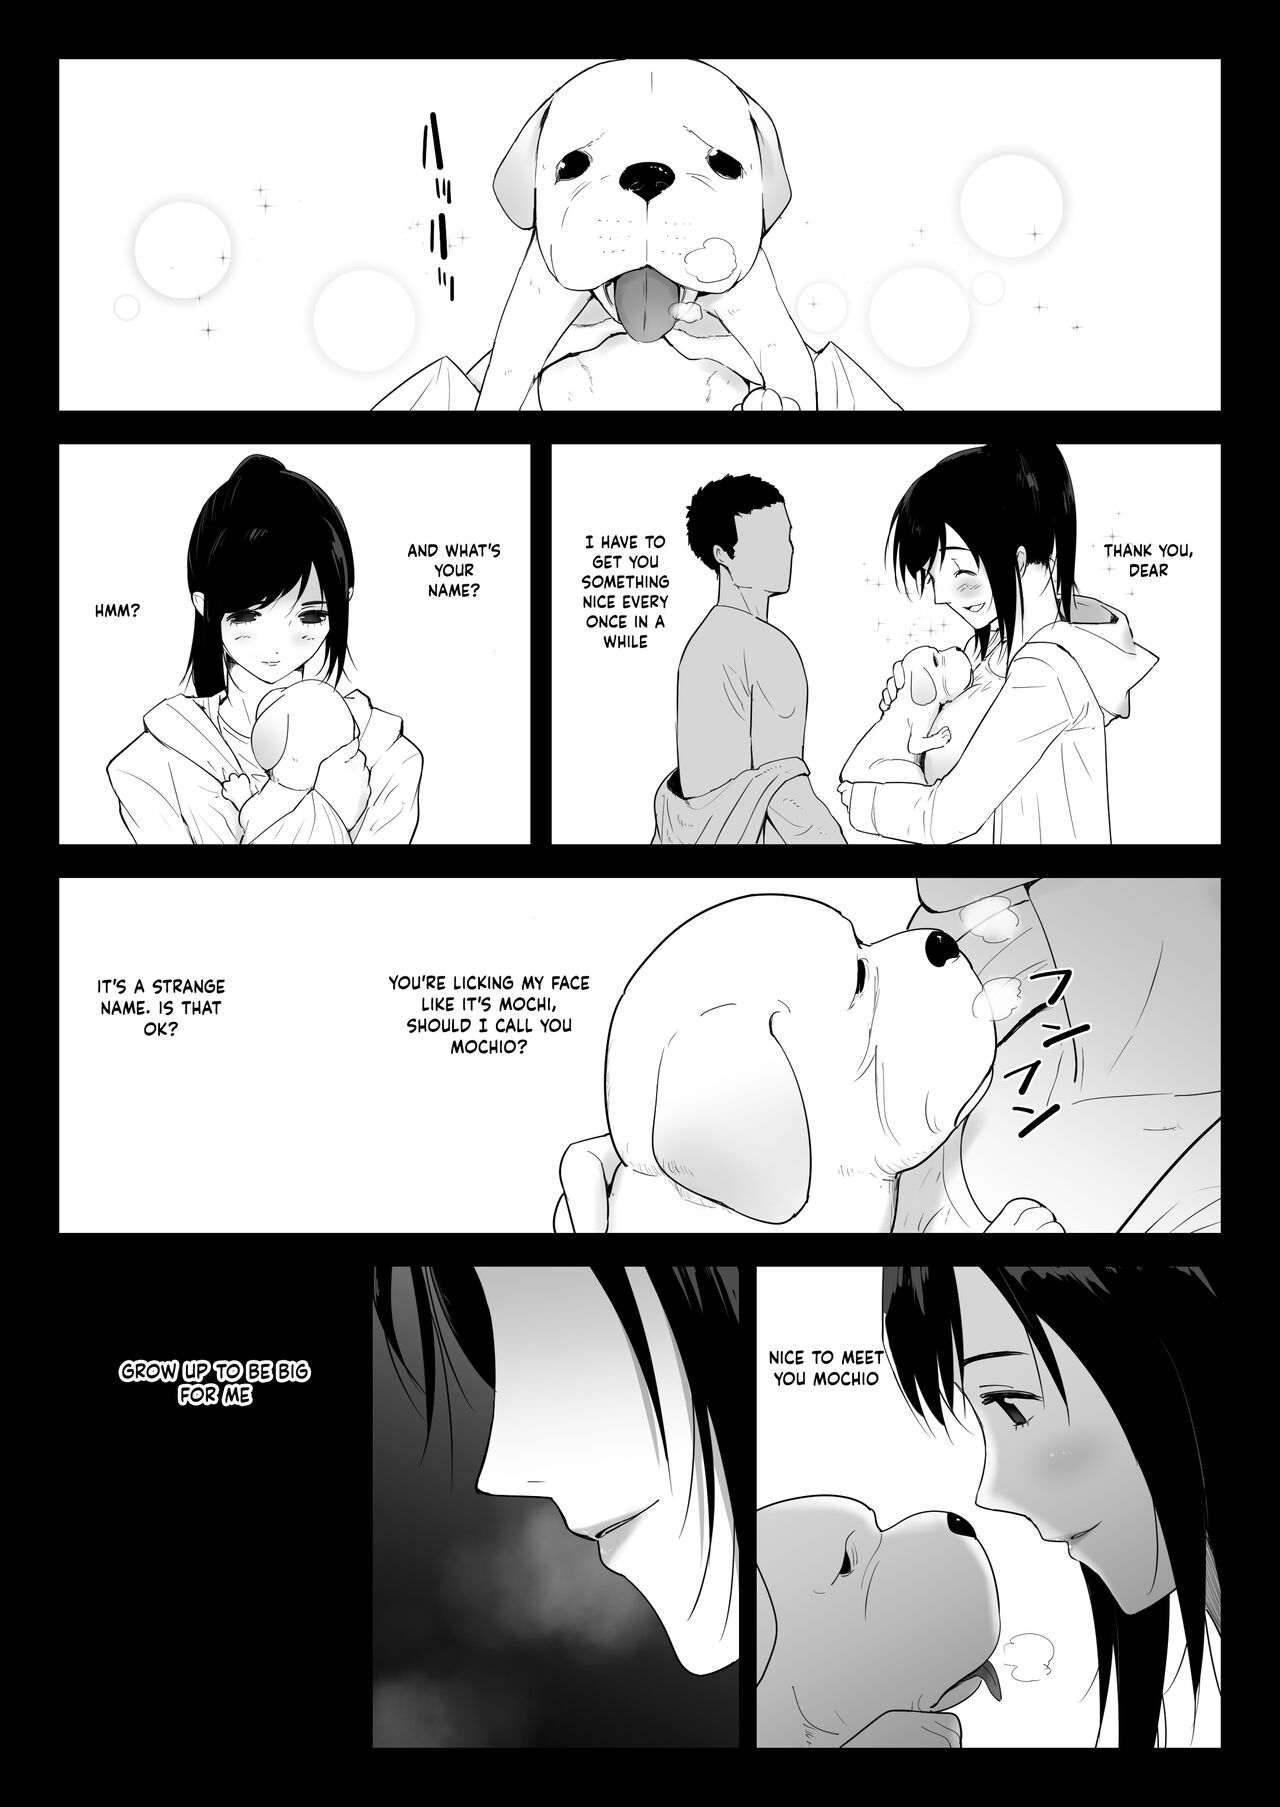 ハッハッ
THANK YOU,
DEAR
I HAVE TO
GET YOU
SOMETHING
NICE EVERY
ONCE IN A
WHILE
AND WHAT'S
YOUR
NAME?
HMM?
フンフン
YOU'RE LICKING MY FACE
LIKE IT'S MOCHI,
SHOULD I CALL YOU
MOCHIO?
IT'S A STRANGE
NAME. IS THAT
OK?
NICE TO MEET
YOU MOCHIO
GROW UP TO BE BIG
FOR ME